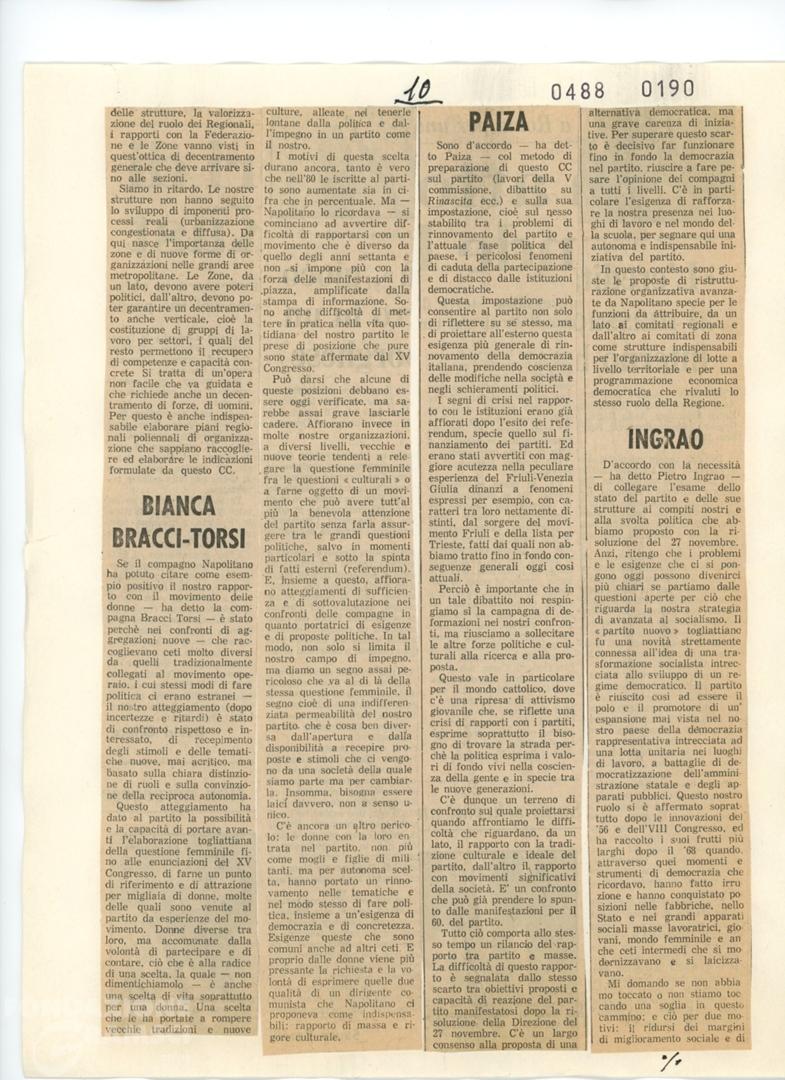 10
0488 0190
delle strutture, la valorizza-
zione del ruolo dei Regionali,
i rapporti con la Federazio-
ne e le Zone vanno visti in
quest'ottica di decentramento
generale che deve arrivare si-
no alle sezioni.
Siamo in ritardo. Le nostre
strutture non hanno seguito
lo sviluppo di imponenti pro-
cessi reali (urbanizzazione
congestionata e diffusa). Da
qui nasce l'importanza delle
zone e di nuove forme di or-
ganizzazioni nelle grandi aree
metropolitane. Le Zone, da
un lato, devono avere poteri
politici, dall'altro, devono po-
ter garantire un decentramen-
to anche verticale, cioè la
costituzione di gruppi di la-
voro per settori, i quali del
resto permettono il recupero
di competenze e capacità con-
crete Si tratta di un'opera
non facile che va guidata e
che richiede anche un decen-
tramento di forze, di uomini.
Per questo è anche indispen-
sabile elaborare piani regio-
nali poliennali di organizza-
zione che sappiano raccoglie-
re ed elaborare le indicazioni
formulate da questo CC.
BIANCA
BRACCI-TORSI
Se il compagno Napolitano
ha potuto citare come esem-
pio positivo il nostro rappor-
to con il movimento delle
donne — ha detto la com-
pagna Bracci Torsi — è stato
perchè nei confronti di ag-
gregazioni nuove — che rac-
coglievano ceti molto diversi
da quelli tradizionalmente
collegati al movimento ope-
raio, i cui stessi modi di fare
politica ci erano estranei —
il nostro atteggiamento (dopo
incertezze e ritardi) è stato
di confronto rispettoso e in-
teressato, di recepimento
degli stimoli e delle temati-
che nuove, mai acritico, ma
basato sulla chiara distinzio-
ne di ruoli e sulla convinzio-
ne della reciproca autonomia.
Questo atteggiamento ha
dato al partito la possibilità
e la capacità di portare avan-
ti l'elaborazione togliattiana
della questione femminile fi-
no alle enunciazioni del XV
Congresso, di farne un punto
di riferimento e di attrazione
per migliaia di donne, molte
delle quali sono venute al
partito da esperienze del mo-
vimento. Donne diverse tra
loro, ma accomunate dalla
volontà di partecipare e di
contare, ciò che è alla radice
di una scelta, la quale — non
dimentichiamolo — è anche
una scelta di vita soprattutto
per una donna. Una scelta
che le ha portate a rompere
vecchie tradizioni e nuove
culture, alleate nel tenerle
lontane dalla politica e dal-
l'impegno in un partito come
il nostro.
I motivi di questa scelta
durano ancora, tanto è vero
che nell'80 le iscritte al parti-
to sono aumentate sia in ci-
fra che in percentuale. Ma —
Napolitano lo ricordava — si
cominciano ad avvertire dif-
ficoltà di rapportarsi con un
movimento che è diverso da
quello degli anni settanta e
non si impone più con la
forza delle manifestazioni di
piazza, amplificate dalla
stampa di informazione. So-
no anche difficoltà di met-
tere in pratica nella vita quo-
tidiana del nostro partito le
prese di posizione che pure
sono state affermate dal XV
Congresso.
Può darsi che alcune di
queste posizioni debbano es-
sere oggi verificate, ma sa-
rebbe assai grave lasciarle
cadere. Affiorano invece in
molte nostre organizzazioni,
a diversi livelli, vecchie e
nuove teorie tendenti a rele-
gare la questione femminile
fra le questioni « culturali » o
a farne oggetto di un movi-
mento che può avere tutt'al
più la benevola attenzione
del partito senza farla assur-
gere tra le grandi questioni
politiche, salvo in momenti
particolari e sotto la spinta
di fatti esterni (referendum).
E, insieme a questo, affiora-
no atteggiamenti di sufficien-
za e di sottovalutazione nei
confronti delle compagne in
quanto portatrici di esigenze
e di proposte politiche. In tal
modo, non solo si limita il
nostro campo di impegno,
ma diamo un segno assai pe-
ricoloso che va al di là della
stessa questione femminile, il
segno cioè di una indifferen-
ziata permeabilità del nostro
partito, che è cosa ben diver-
sa dall'apertura e dalla
disponibilità a recepire pro-
poste e stimoli che ci vengo-
no da una società della quale
siamo parte ma per cambiar-
la. Insomma, bisogna essere
laici davvero, non a senso u-
nico.
C'è ancora un altro perico-
lo: le donne con la loro en-
trata nel partito, non più
come mogli e figlie di mili-
tanti, ma per autonoma scel-
ta, hanno portato un rinno-
vamento nelle tematiche e
nel modo stesso di fare poli-
tica, insieme a un'esigenza di
democrazia e di concretezza.
Esigenze queste che sono
comuni anche ad altri ceti. E
proprio dalle donne viene più
pressante la richiesta e la vo-
lontà di esprimere quelle due
qualità di un dirigente co-
munista che Napolitano ci
proponeva come indispensa-
bili: rapporto di massa e ri-
gore culturale.
PAIZA
Sono d'accordo — ha det-
to Paiza — col metodo di
preparazione di questo CC
sul partito (lavori della V
commissione, dibattito su
Rinascita ecc.) e sulla sua
impostazione, cioè sul nesso
stabilito tra i problemi di
rinnovamento del partito e
l'attuale fase politica del
paese, i pericolosi fenomeni
di caduta della partecipazione
e di distacco dalle istituzioni
democratiche.
Questa impostazione può
consentire al partito non solo
di riflettere su se stesso, ma
di proiettare all'esterno questa
esigenza più generale di rin-
novamento della democrazia
italiana, prendendo coscienza
delle modifiche nella società e
negli schieramenti politici.
I segni di crisi nel rappor-
to con le istituzioni erano già
affiorati dopo l'esito dei refe-
rendum, specie quello sul fi-
nanziamento dei partiti. Ed
erano stati avvertiti con mag-
giore acutezza nella peculiare
esperienza del Friuli-Venezia
Giulia dinanzi a fenomeni
espressi per esempio, con ca-
ratteri tra loro nettamente di-
stinti, dal sorgere del movi-
mento Friuli e della lista per
Trieste, fatti dai quali non ab-
biamo tratto fino in fondo con-
seguenze generali oggi così
attuali.
Perciò è importante che in
un tale dibattito noi respin-
giamo sì la campagna di de-
formazioni nei nostri confron-
ti, ma riusciamo a sollecitare
le altre forze politiche e cul-
turali alla ricerca e alla pro-
posta.
Questo vale in particolare
per il mondo cattolico, dove
c'è una ripresa di attivismo
giovanile che, se riflette una
crisi di rapporti con i partiti,
esprime soprattutto il biso-
gno di trovare la strada per-
chè la politica esprima i valo-
ri di fondo vivi nella coscien-
za della gente e in specie tra
le nuove generazioni.
C'è dunque un terreno di
confronto sul quale proiettarsi
quando affrontiamo le diffi-
coltà che riguardano, da un
lato, il rapporto con la tradi-
zione culturale e ideale del
partito, dall'altro il rapporto
con movimenti significativi
della società. E' un confronto
che può già prendere lo spun-
to dalle manifestazioni per il
60. del partito.
Tutto ciò comporta allo stes-
so tempo un rilancio del rap-
porto tra partito e masse.
La difficoltà di questo rappor-
to è segnalata dallo stesso
scarto tra obiettivi proposti e
capacità di reazione del par-
tito manifestatosi dopo la ri-
soluzione della Direzione del
27 novembre. C'è un largo
consenso alla proposta di una
alternativa democratica, ma
una grave carenza di inizia-
tive. Per superare questo scar-
to è decisivo far funzionare
fino in fondo la democrazia
nel partito, riuscire a fare pe-
sare l'opinione dei compagni
a tutti i livelli. C'è in parti-
colare l'esigenza di rafforza-
re la nostra presenza nei luo-
ghi di lavoro e nel mondo del-
la scuola, per segnare qui una
autonoma e indispensabile ini-
ziativa del partito.
In questo contesto sono giu-
ste le proposte di ristruttu-
razione organizzativa avanza-
te da Napolitano specie per le
funzioni da attribuire, da un
lato ai comitati regionali e
dall'altro ai comitati di zona
come strutture indispensabili
per l'organizzazione di lotte a
livello territoriale e per una
programmazione economica
democratica che rivaluti lo
stesso ruolo della Regione.
INGRAO
D'accordo con la necessità
— ha detto Pietro Ingrao —
di collegare l'esame dello
stato del partito e delle sue
strutture ai compiti nostri e
alla svolta politica che ab-
biamo proposto con la ri-
soluzione del 27 novembre.
Anzi, ritengo che i problemi
e le esigenze che ci si pon-
gono oggi possono divenirci
più chiari se partiamo dalle
questioni aperte per ciò che
riguarda la nostra strategia
di avanzata al socialismo. Il
« partito nuovo » togliattiano
fu una novità strettamente
connessa all'idea di una tra-
sformazione socialista intrec-
ciata allo sviluppo di un re-
gime democratico. Il partito
è riuscito così ad essere il
polo e il promotore di un'
espansione mai vista nel no-
stro paese della democrazia
rappresentativa intrecciata ad
una lotta unitaria nei luoghi
di lavoro, a battaglie di de-
mocratizzazione dell'ammini-
strazione statale e degli ap-
parati pubblici. Questo nostro
ruolo si è affermato soprat-
tutto dopo le innovazioni del
'56 e dell'VIII Congresso, ed
ha raccolto i suoi frutti più
larghi dopo il '68 quando,
attraverso quei momenti e
strumenti di democrazia che
ricordavo, hanno fatto irru
zione e hanno conquistato po
sizioni nelle fabbriche, nello
Stato e nei grandi apparati
sociali masse lavoratrici, gio
vani, mondo femminile e an
che ceti intermedi che si mo
dernizzavano e si laicizza-
vano.
Mi domando se non abbia
mo toccato o non stiamo toc
cando una soglia in questo
cammino: e ciò per due mo-
tivi: il ridursi dei margini
di miglioramento sociale e di
%